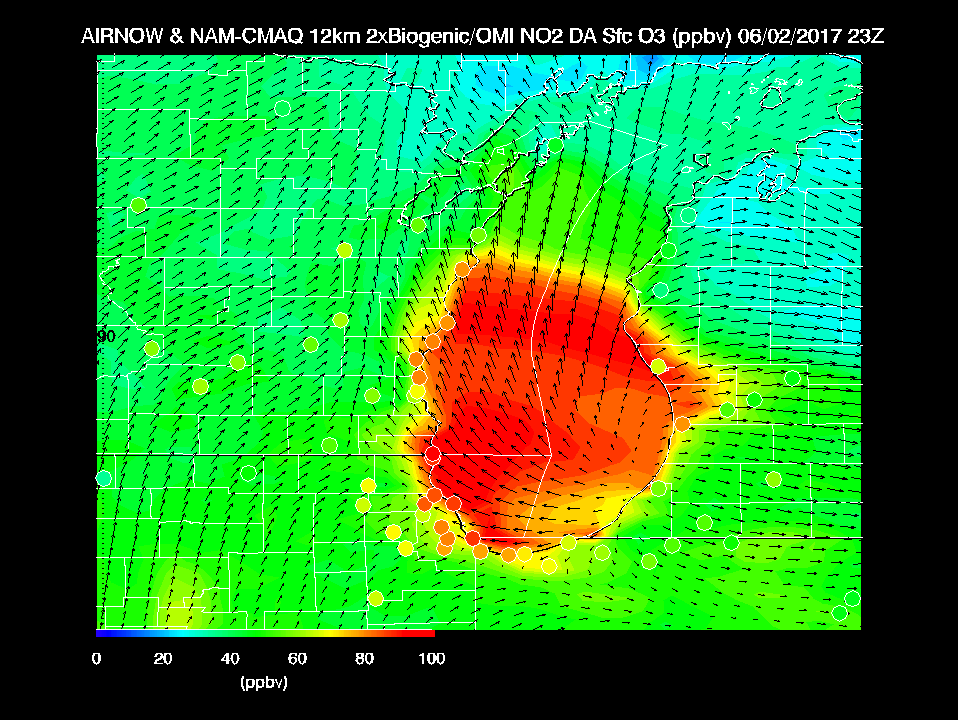 AIRNOW & NAM-CMAQ 12km 2xBiogenic/OMI NO2 DA Sfc O3 (ppbv) 06/02/2017 23Z
90
0 20 40 60 80 100
(ppbv)